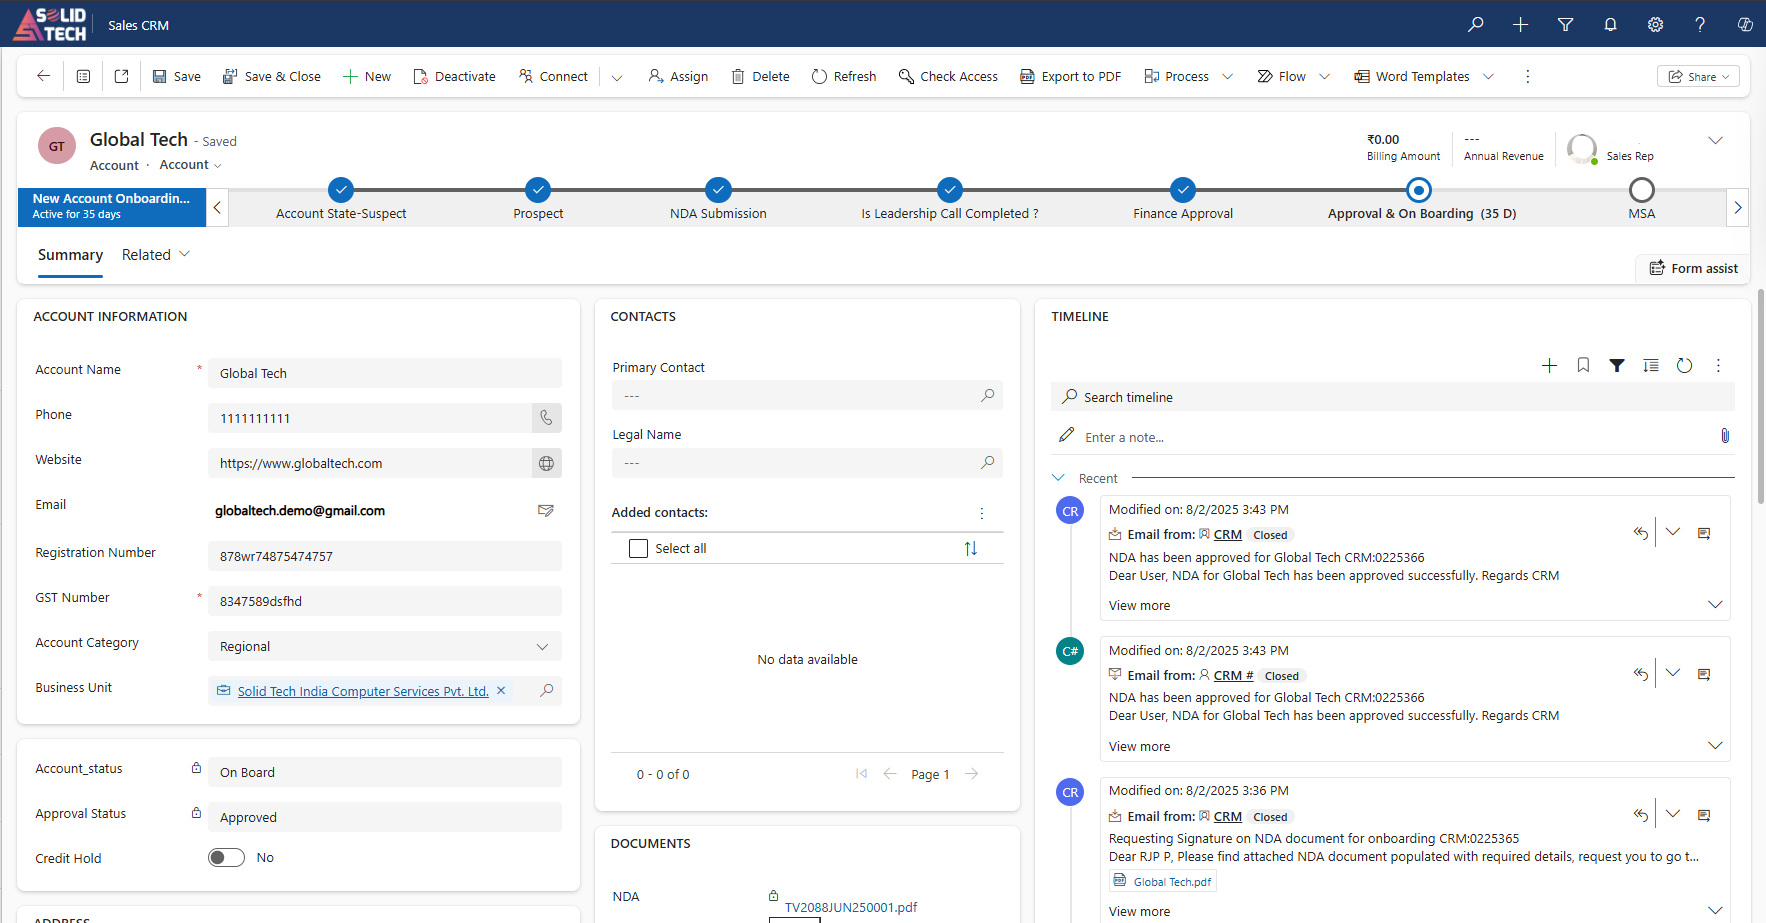 SOLID TECH
Sales CRM
Save
Save & Close
New
Deactivate
Connect
Assign
Delete
Refresh
Check Access
Export to PDF
Process
Flow
Word Templates
Share
GT
Global Tech - Saved
Account · Account
₹0.00
Billing Amount
---
Annual Revenue
Sales Rep
New Account Onboardin...
Active for 35 days
Account State-Suspect
Prospect
NDA Submission
Is Leadership Call Completed ?
Finance Approval
Approval & On Boarding (35 D)
MSA
Summary
Related
Form assist
ACCOUNT INFORMATION
Account Name * Global Tech
Phone 1111111111
Website https://www.globaltech.com
Email globaltech.demo@gmail.com
Registration Number 878wr74875474757
GST Number * 8347589dsfhd
Account Category Regional
Business Unit Solid Tech India Computer Services Pvt. Ltd.
Account_status On Board
Approval Status Approved
Credit Hold No
ADDRESS
CONTACTS
Primary Contact
---
Legal Name
---
Added contacts:
Select all
No data available
0 - 0 of 0
Page 1
DOCUMENTS
NDA TV2088JUN250001.pdf
TIMELINE
Search timeline
Enter a note...
Recent
CR
Modified on: 8/2/2025 3:43 PM
Email from: CRM Closed
NDA has been approved for Global Tech CRM:0225366
Dear User, NDA for Global Tech has been approved successfully. Regards CRM
View more
C#
Modified on: 8/2/2025 3:43 PM
Email from: CRM # Closed
NDA has been approved for Global Tech CRM:0225366
Dear User, NDA for Global Tech has been approved successfully. Regards CRM
View more
CR
Modified on: 8/2/2025 3:36 PM
Email from: CRM Closed
Requesting Signature on NDA document for onboarding CRM:0225365
Dear RJP P, Please find attached NDA document populated with required details, request you to go t...
Global Tech.pdf
View more